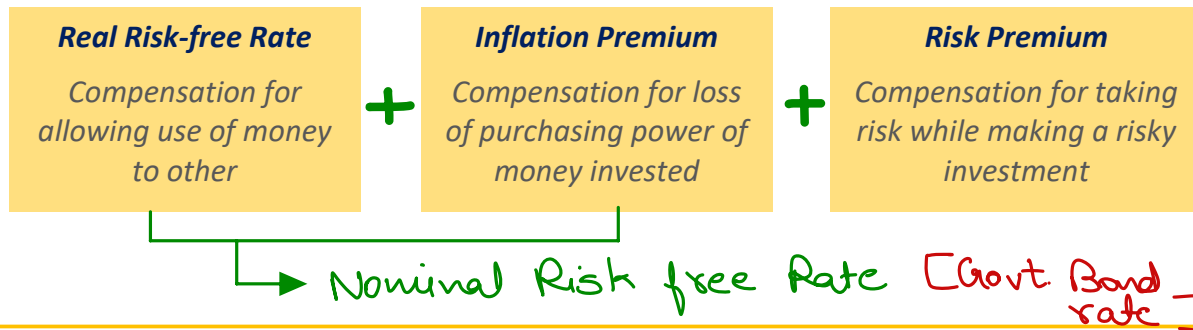 Real Risk-free Rate
Compensation for
allowing use of money
to other
+
Inflation Premium
Compensation for loss
of purchasing power of
money invested
+
Risk Premium
Compensation for taking
risk while making a risky
investment
Nominal Risk free Rate [Govt. Bond
rate